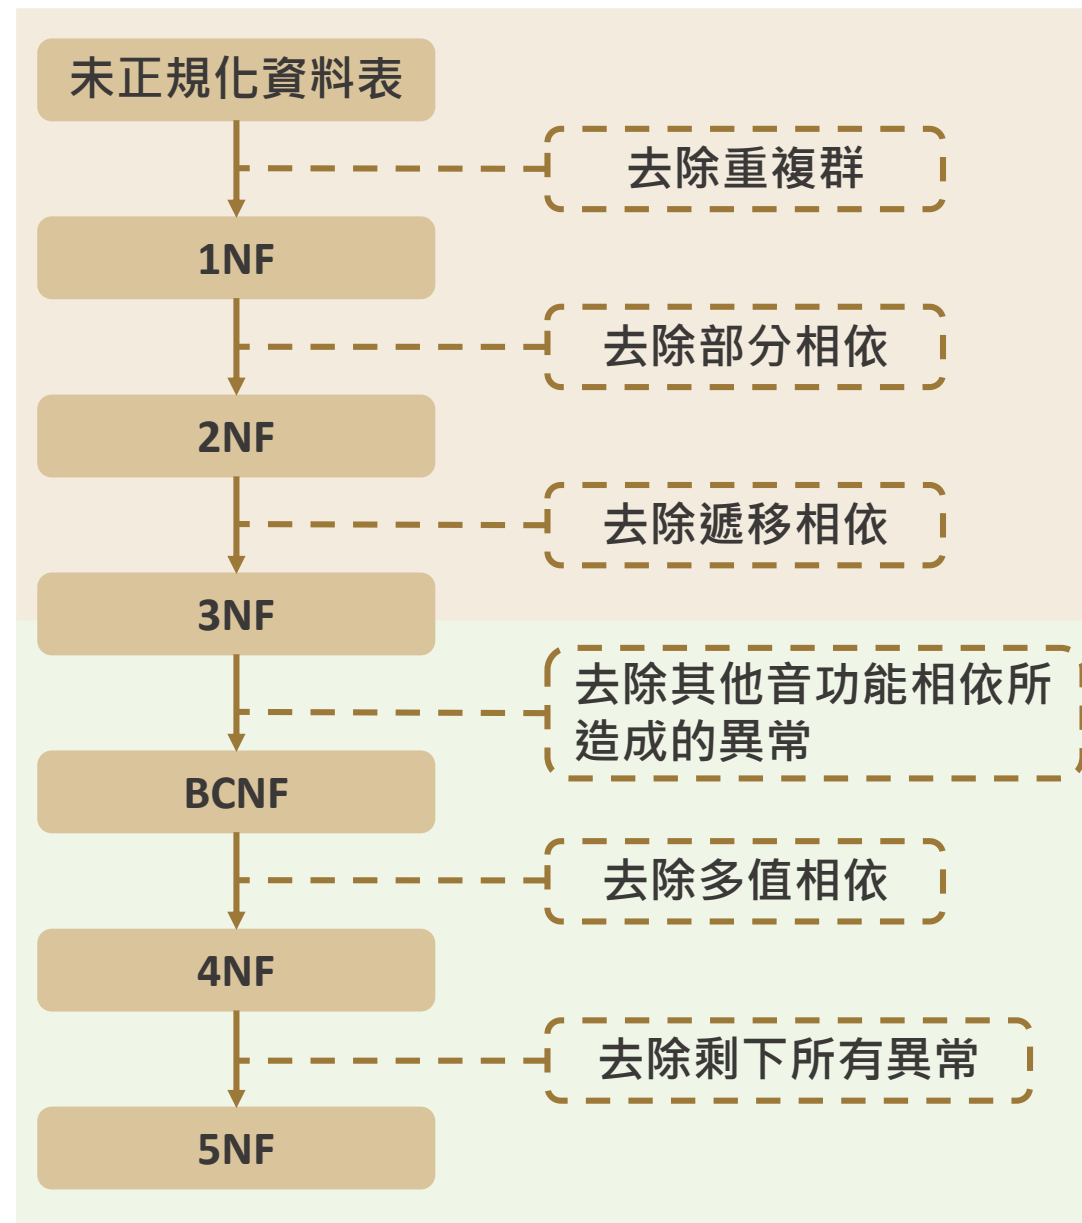 未正規化資料表
去除重複群
1NF
去除部分相依
2NF
去除遞移相依
3NF
去除其他音功能相依所
造成的異常
BCNF
去除多值相依
4NF
去除剩下所有異常
5NF